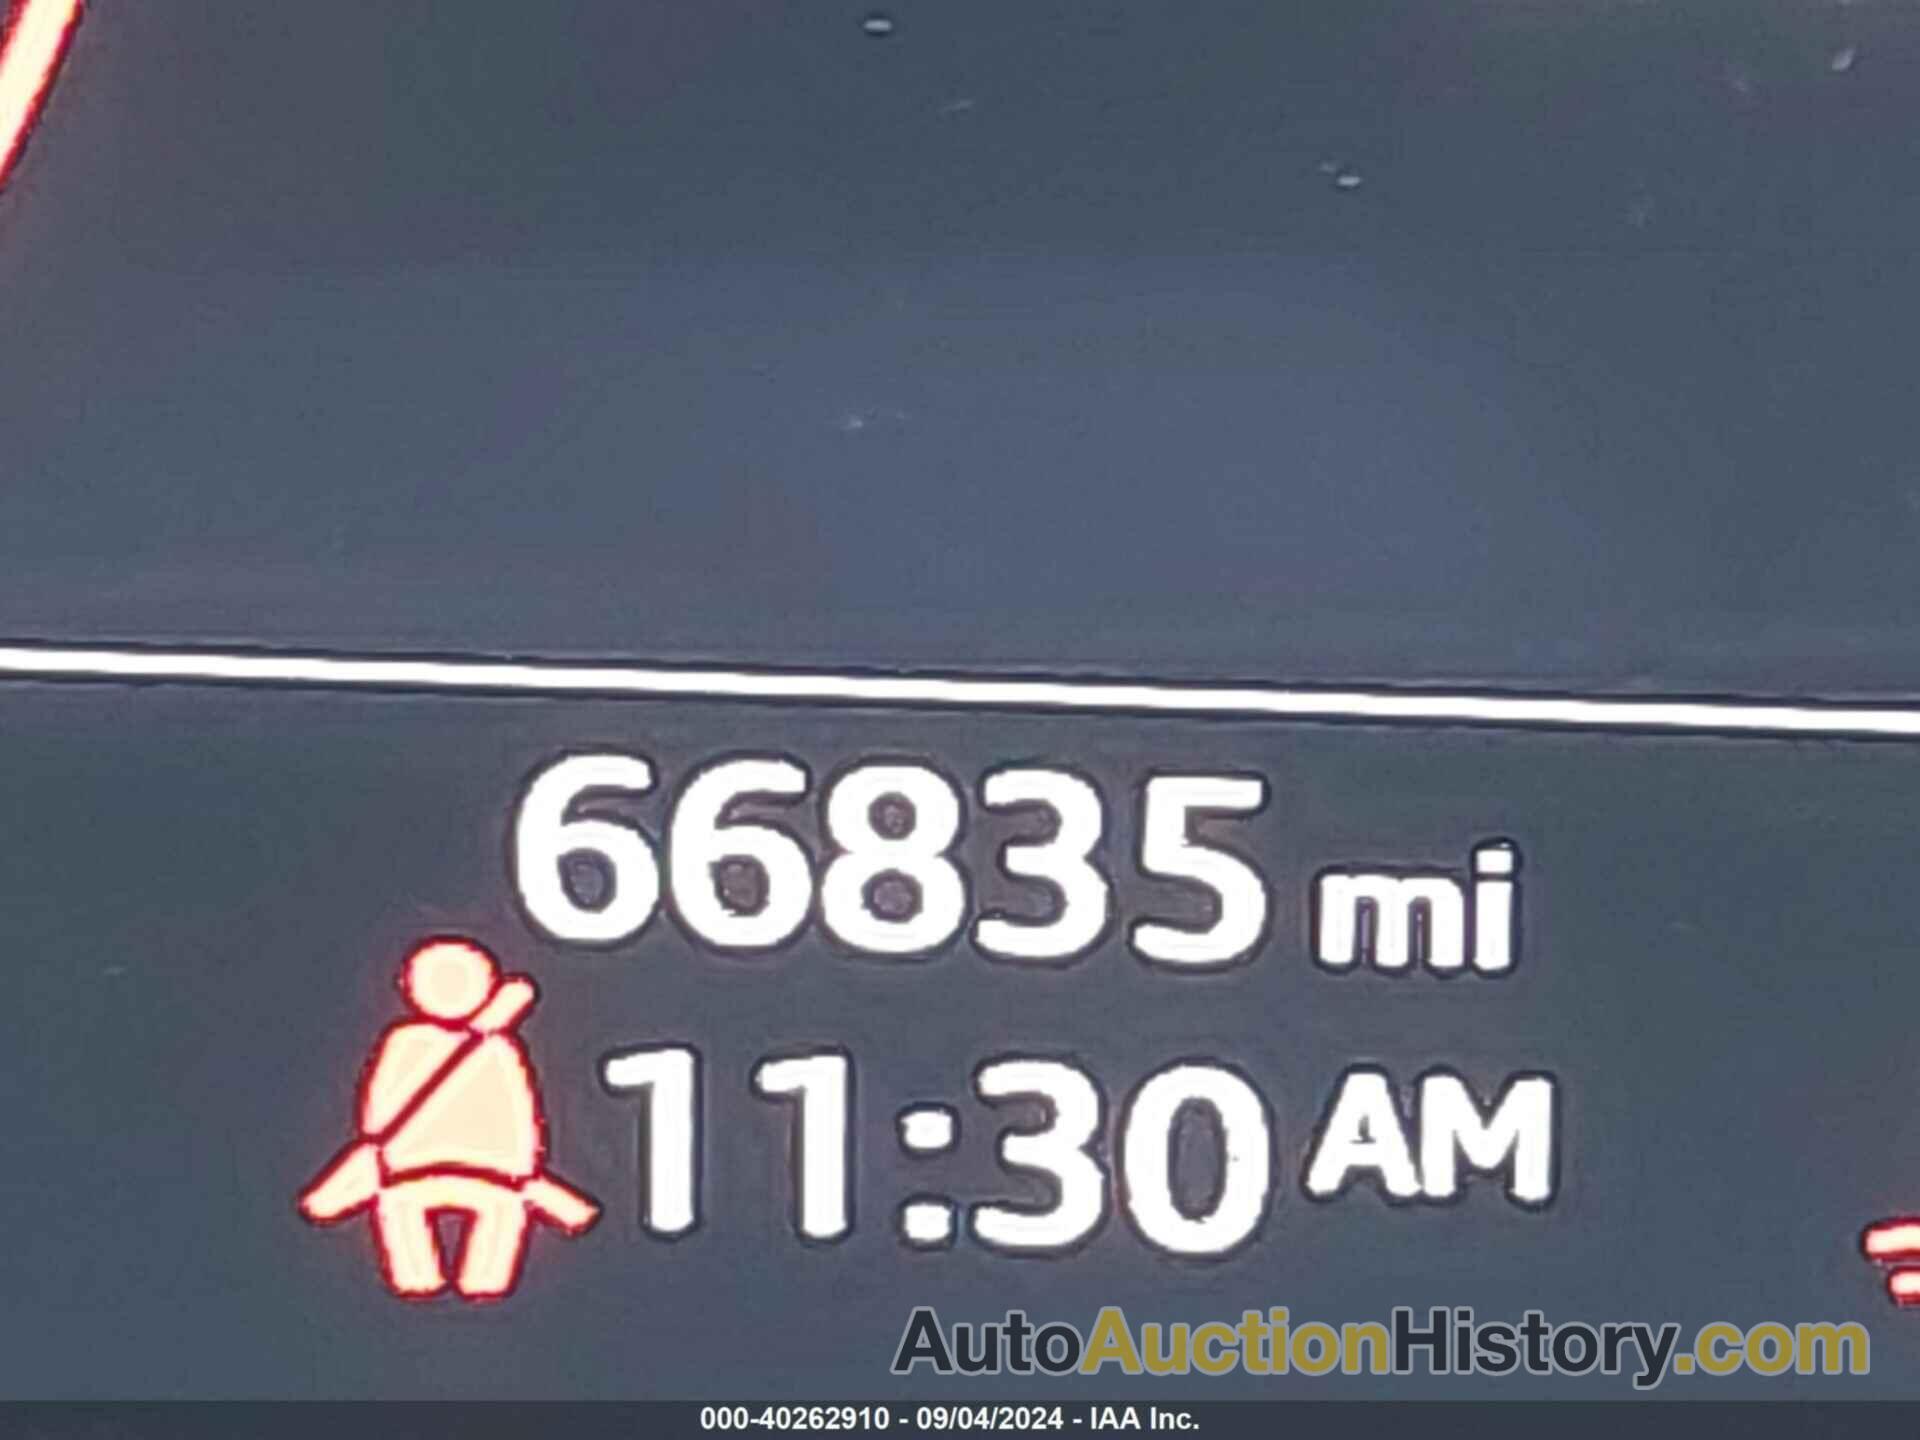 66835 mi
11:30 AM
AutoAuctionHistory.com
000-40262910 - 09/04/2024 - IAA Inc.